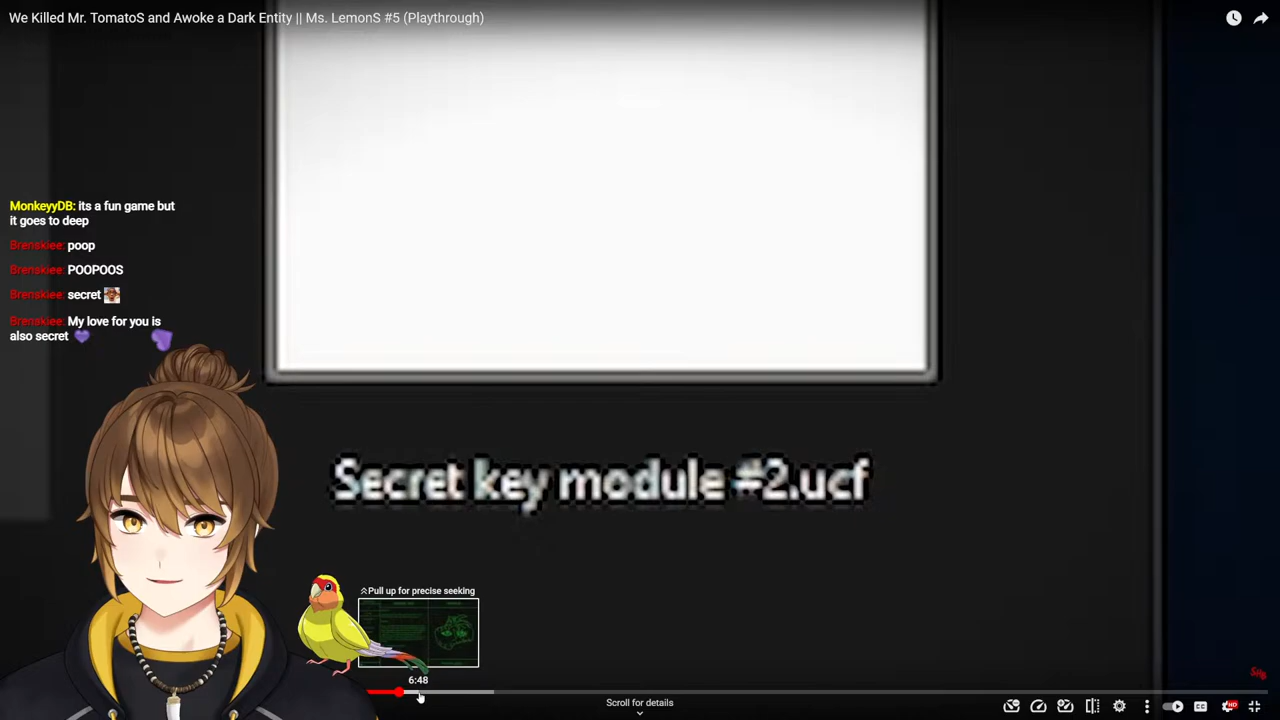 We Killed Mr. TomatoS and Awoke a Dark Entity || Ms. LemonS #5 (Playthrough)
MonkeyyDB: its a fun game but
it goes to deep
Brenskiee: poop
Brenskiee: POOPOOS
Brenskiee: secret
Brenskiee: My love for you is
also secret
Secret key module #2.ucf
Pull up for precise seeking
6:48
Scroll for details
CC
HD